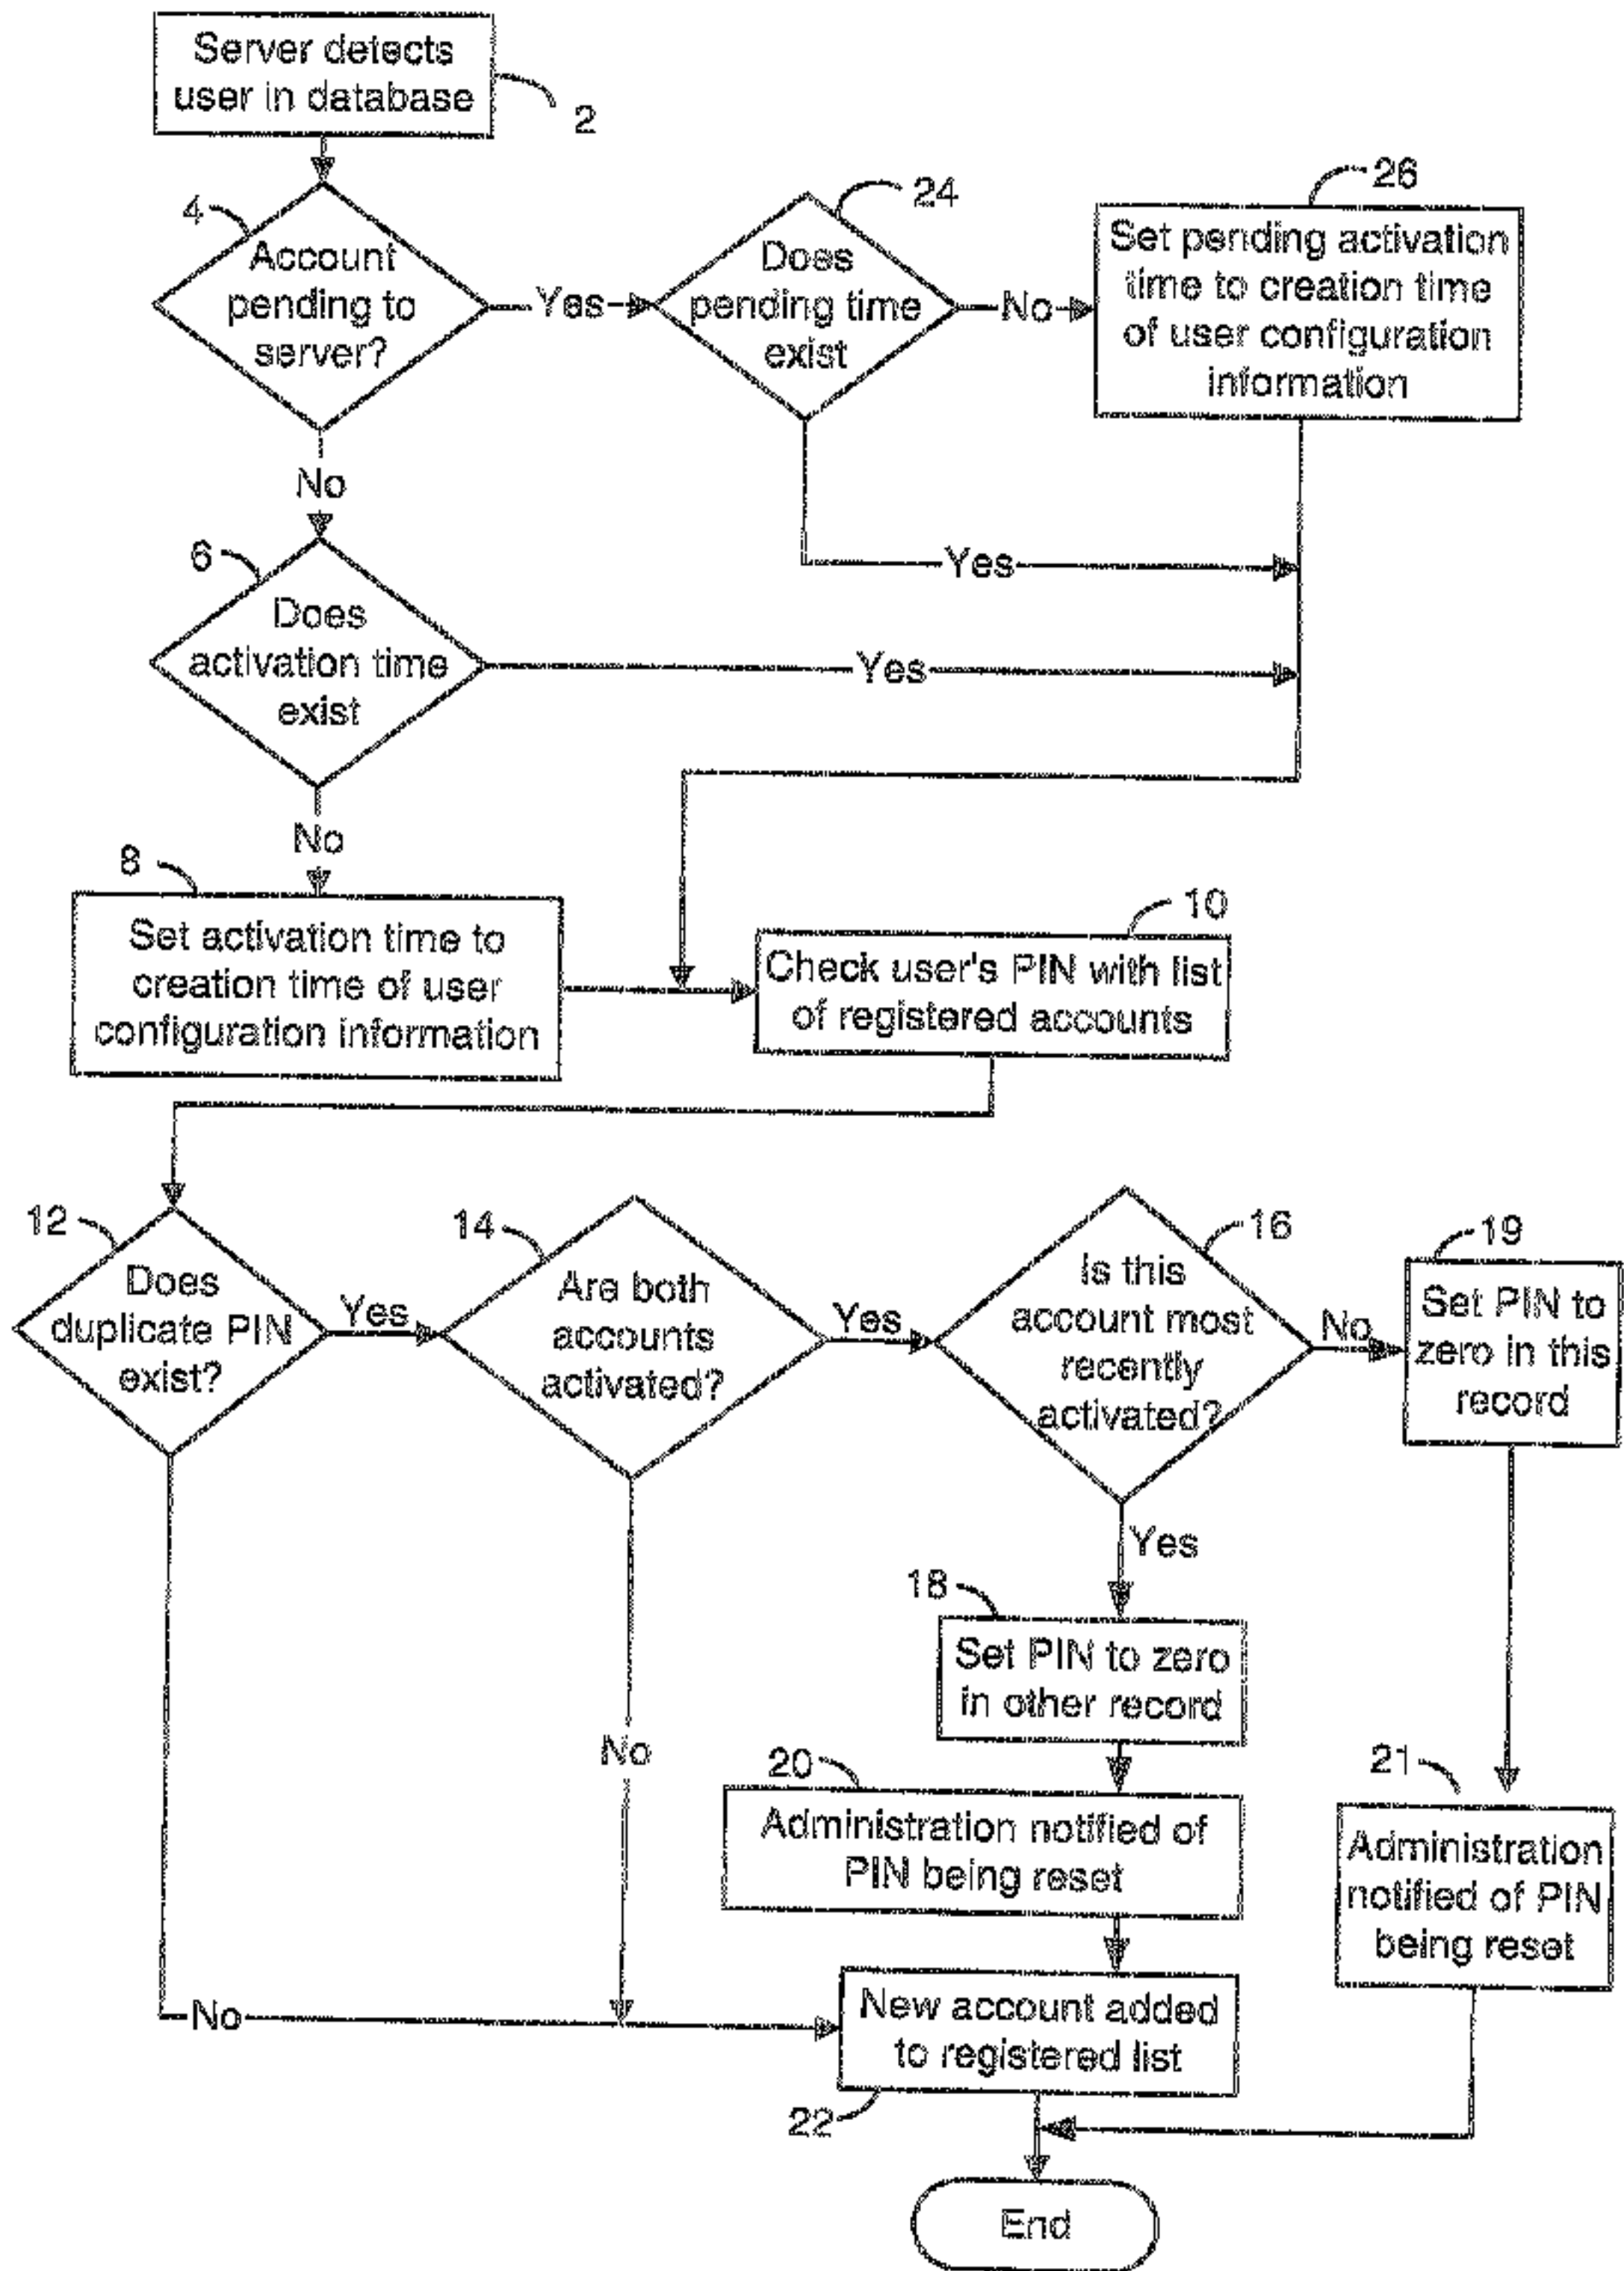 Server detects
user in database
2
4
Account
pending to
server?
Yes
24
Does
pending time
exist
No
26
Set pending activation
time to creation time
of user configuration
information
No
Yes
6
Does
activation time
exist
Yes
No
8
Set activation time to
creation time of user
configuration information
10
Check user's PIN with list
of registered accounts
12
Does
duplicate PIN
exist?
Yes
14
Are both
accounts
activated?
Yes
16
Is this
account most
recently
activated?
No
19
Set PIN to
zero in this
record
Yes
18
Set PIN to zero
in other record
No
20
Administration notified of
PIN being reset
21
Administration
notified of PIN
being reset
No
New account added
to registered list
22
End